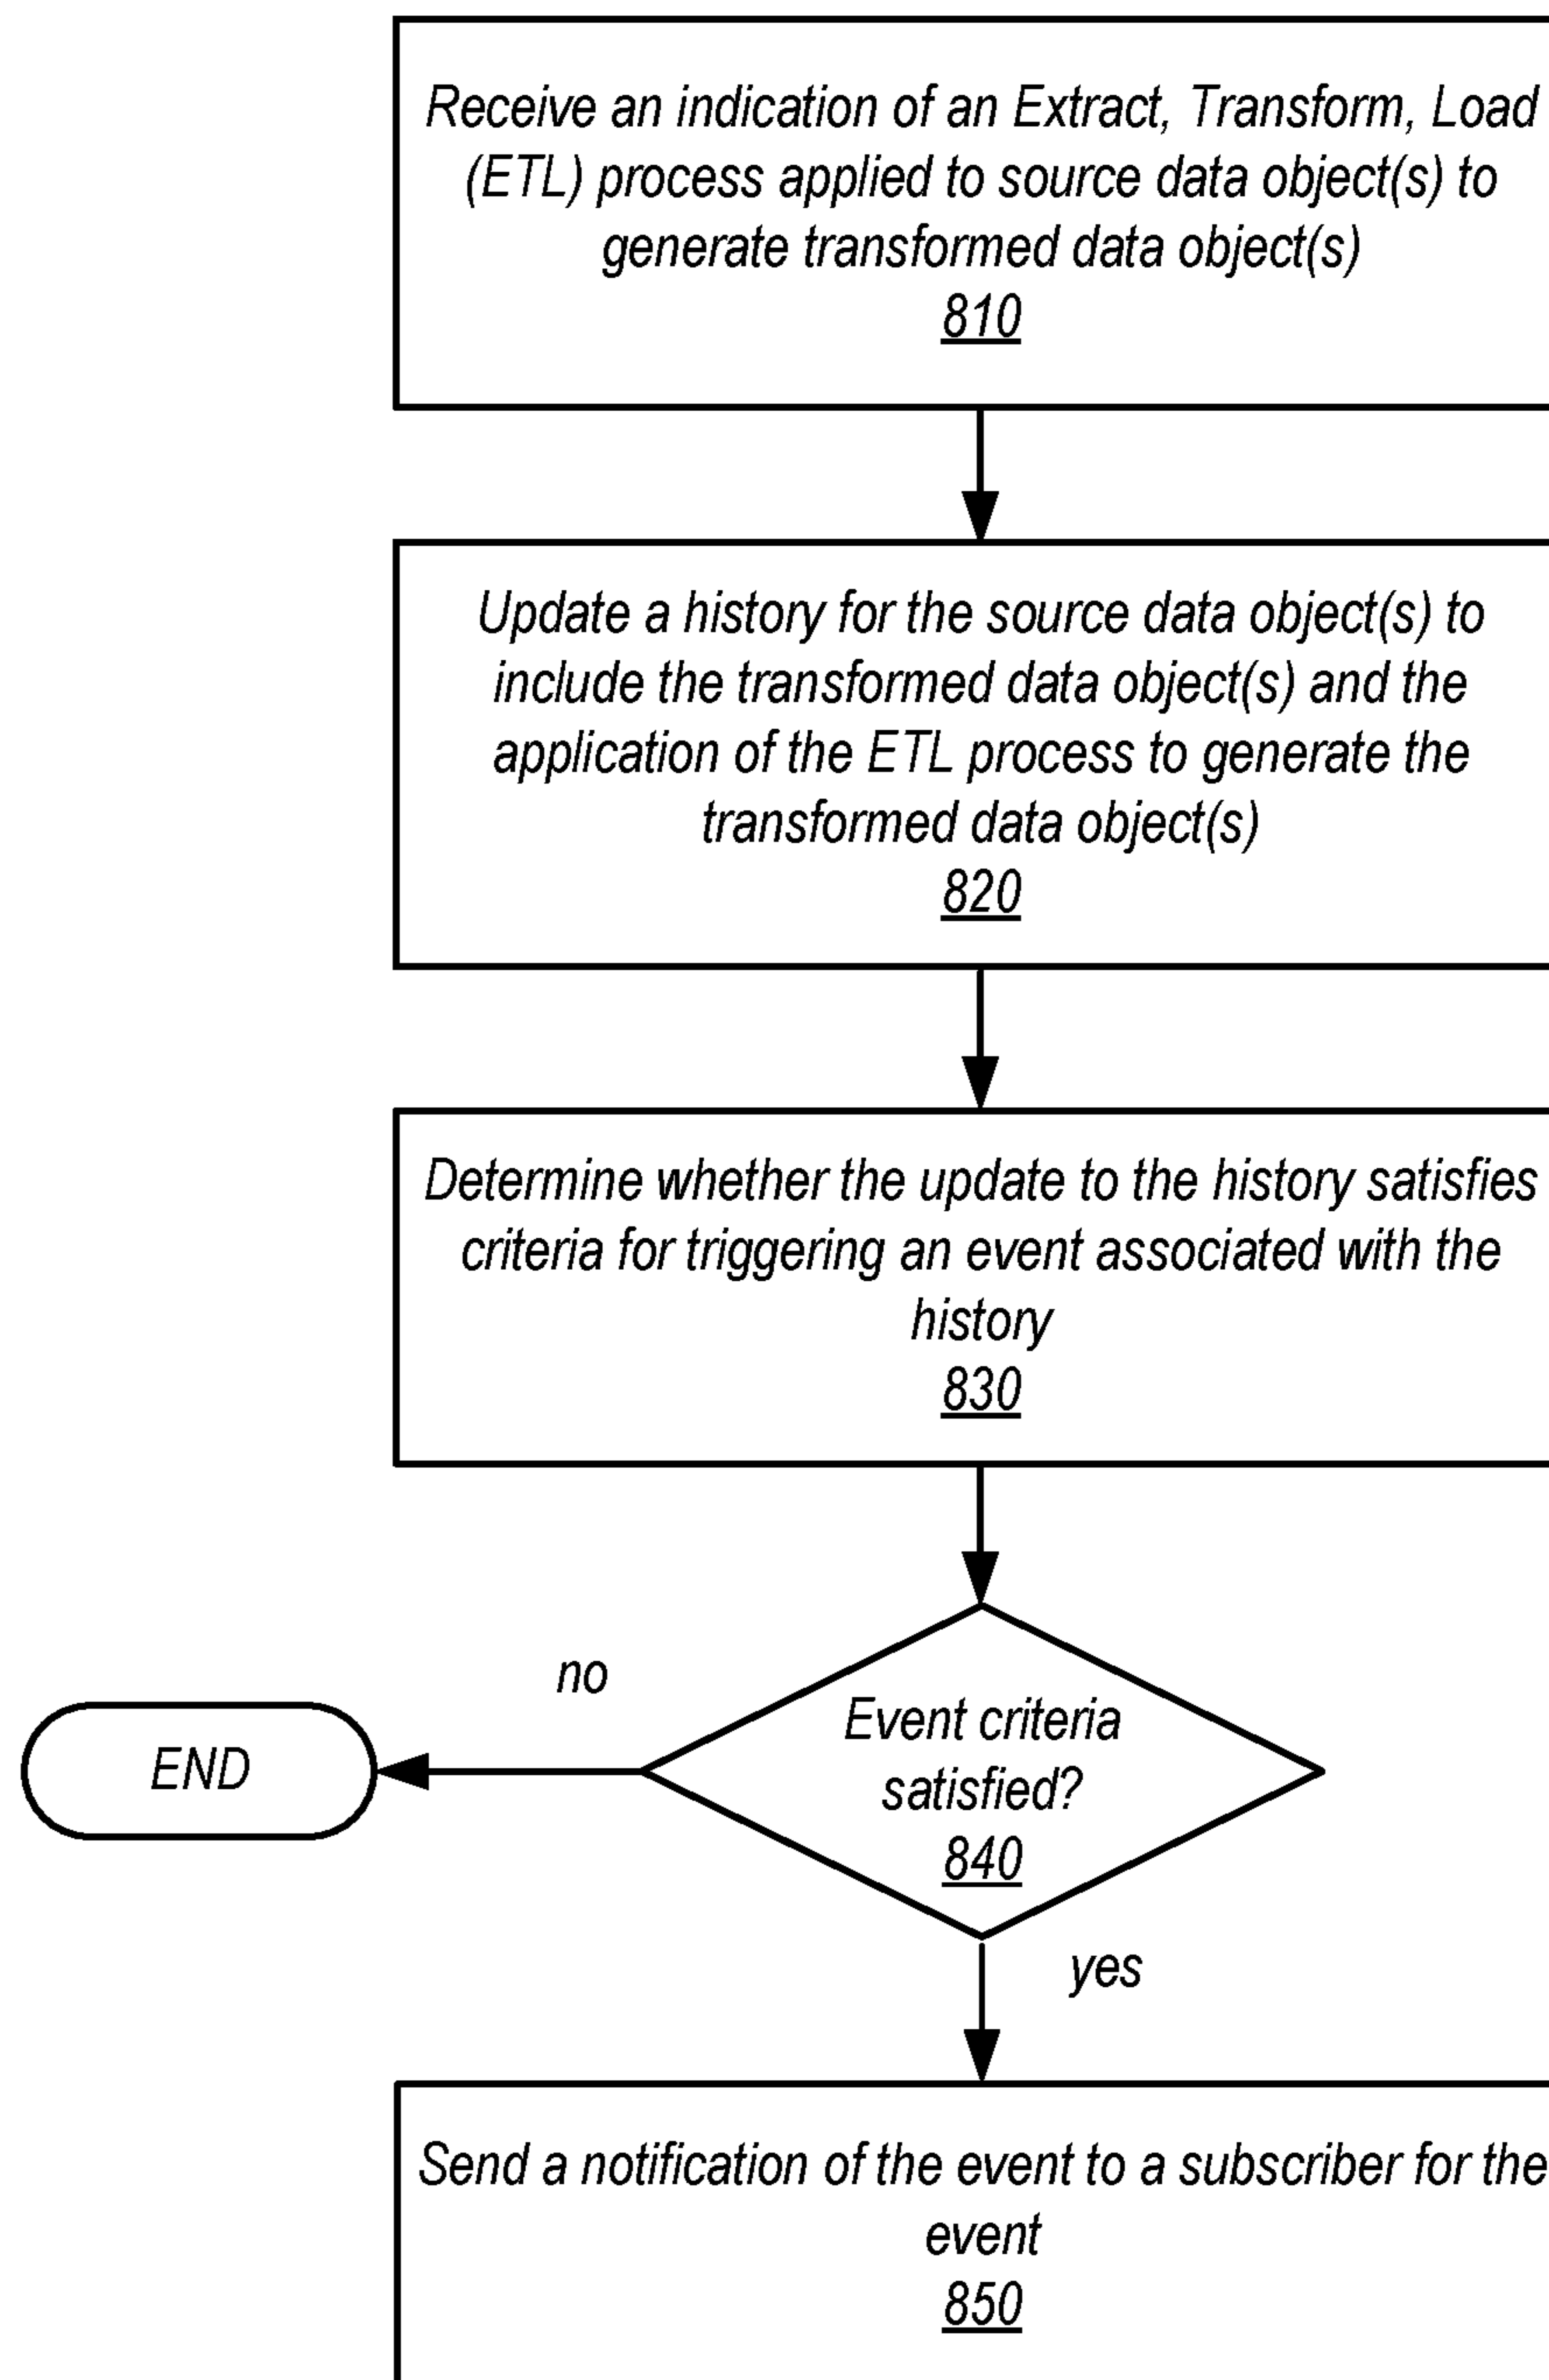 Receive an indication of an Extract, Transform, Load
(ETL) process applied to source data object(s) to
generate transformed data object(s)
810
Update a history for the source data object(s) to
include the transformed data object(s) and the
application of the ETL process to generate the
transformed data object(s)
820
Determine whether the update to the history satisfies
criteria for triggering an event associated with the
history
830
no
Event criteria
satisfied?
840
END
yes
Send a notification of the event to a subscriber for the
event
850